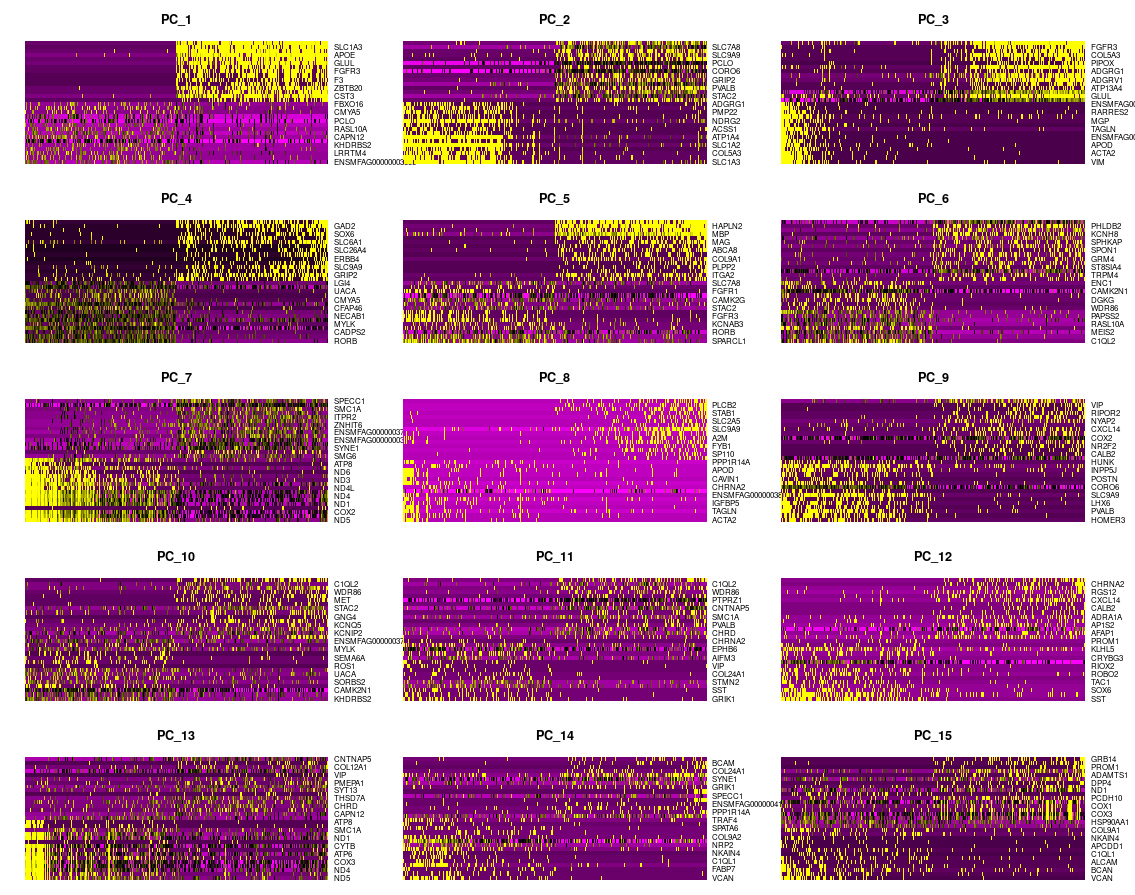 PC_1
SLC1A3
APOE
GLUL
FGFR3
F3
ZBTB20
CST3
FBXO16
CMYA5
PCLO
RASL10A
CAPN12
KHDRBS2
LRRTM4
PC_2
SLC7A8
SLC9A9
PCLO
CORO6
GRIP2
PVALB
STAC2
ADGRG1
PMP22
NDRG2
ACSS1
ATP1A4
SLC1A2
COL5A3
SLC1A3
PC_3
FGFR3
COL5A3
PIPOX
ADGRG1
ADGRV1
ATP13A4
GLUL
RARRES2
MGP
TAGLN
APOD
ACTA2
VIM
PC_4
GAD2
SOX6
SLC6A1
SLC26A4
ERBB4
SLC9A9
GRIP2
LGI4
UACA
CMYA5
CFAP46
NECAB1
MYLK
CADPS2
RORB
PC_5
HAPLN2
MBP
MAG
ABCA8
COL9A1
PLPP2
ITGA2
SLC7A8
FGFR1
CAMK2G
STAC2
FGFR3
KCNAB3
RORB
SPARCL1
PC_6
PHLDB2
KCNH8
SPHKAP
SPON1
GRM4
ST8SIA4
TRPM4
ENC1
CAMK2N1
DGKG
WDR86
PAPSS2
RASL10A
MEIS2
C1QL2
PC_7
SPECC1
SMC1A
ITPR2
ZNHIT6
SYNE1
SMG6
ATP8
ND6
ND3
ND4L
ND4
ND1
COX2
ND5
PC_8
PLCB2
STAB1
SLC2A5
SLC9A9
A2M
FYB1
SP110
PPP1R14A
APOD
CAVIN1
CHRNA2
IGFBP5
TAGLN
ACTA2
PC_9
VIP
RIPOR2
NYAP2
CXCL14
COX2
NR2F2
CALB2
HUNK
INPP5J
POSTN
CORO6
SLC9A9
LHX6
PVALB
HOMER3
PC_10
C1QL2
WDR86
MET
STAC2
GNG4
KCNQ5
KCNIP2
MYLK
SEMA6A
ROS1
UACA
SORBS2
CAMK2N1
KHDRBS2
PC_11
C1QL2
WDR86
PTPRZ1
CNTNAP5
SMC1A
PVALB
CHRD
CHRNA2
EPHB6
AIFM3
VIP
COL24A1
STMN2
SST
GRIK1
PC_12
CHRNA2
RGS12
CXCL14
CALB2
ADRA1A
AP1S2
AFAP1
PROM1
KLHL5
CRYBG3
RIOX2
ROBO2
TAC1
SOX6
SST
PC_13
CNTNAP5
COL12A1
VIP
PMEPA1
SYT13
THSD7A
CHRD
CAPN12
ATP8
SMC1A
ND1
CYTB
ATP6
COX3
ND4
ND5
PC_14
BCAM
COL24A1
SYNE1
GRIK1
SPECC1
PPP1R14A
TRAF4
SPATA6
COL9A2
NRP2
NKAIN4
C1QL1
FABP7
VCAN
PC_15
GRB14
PROM1
ADAMTS1
DPP4
ND1
PCDH10
COX1
COX3
HSP90AA1
COL9A1
NKAIN4
APCDD1
C1QL1
ALCAM
BCAN
VCAN